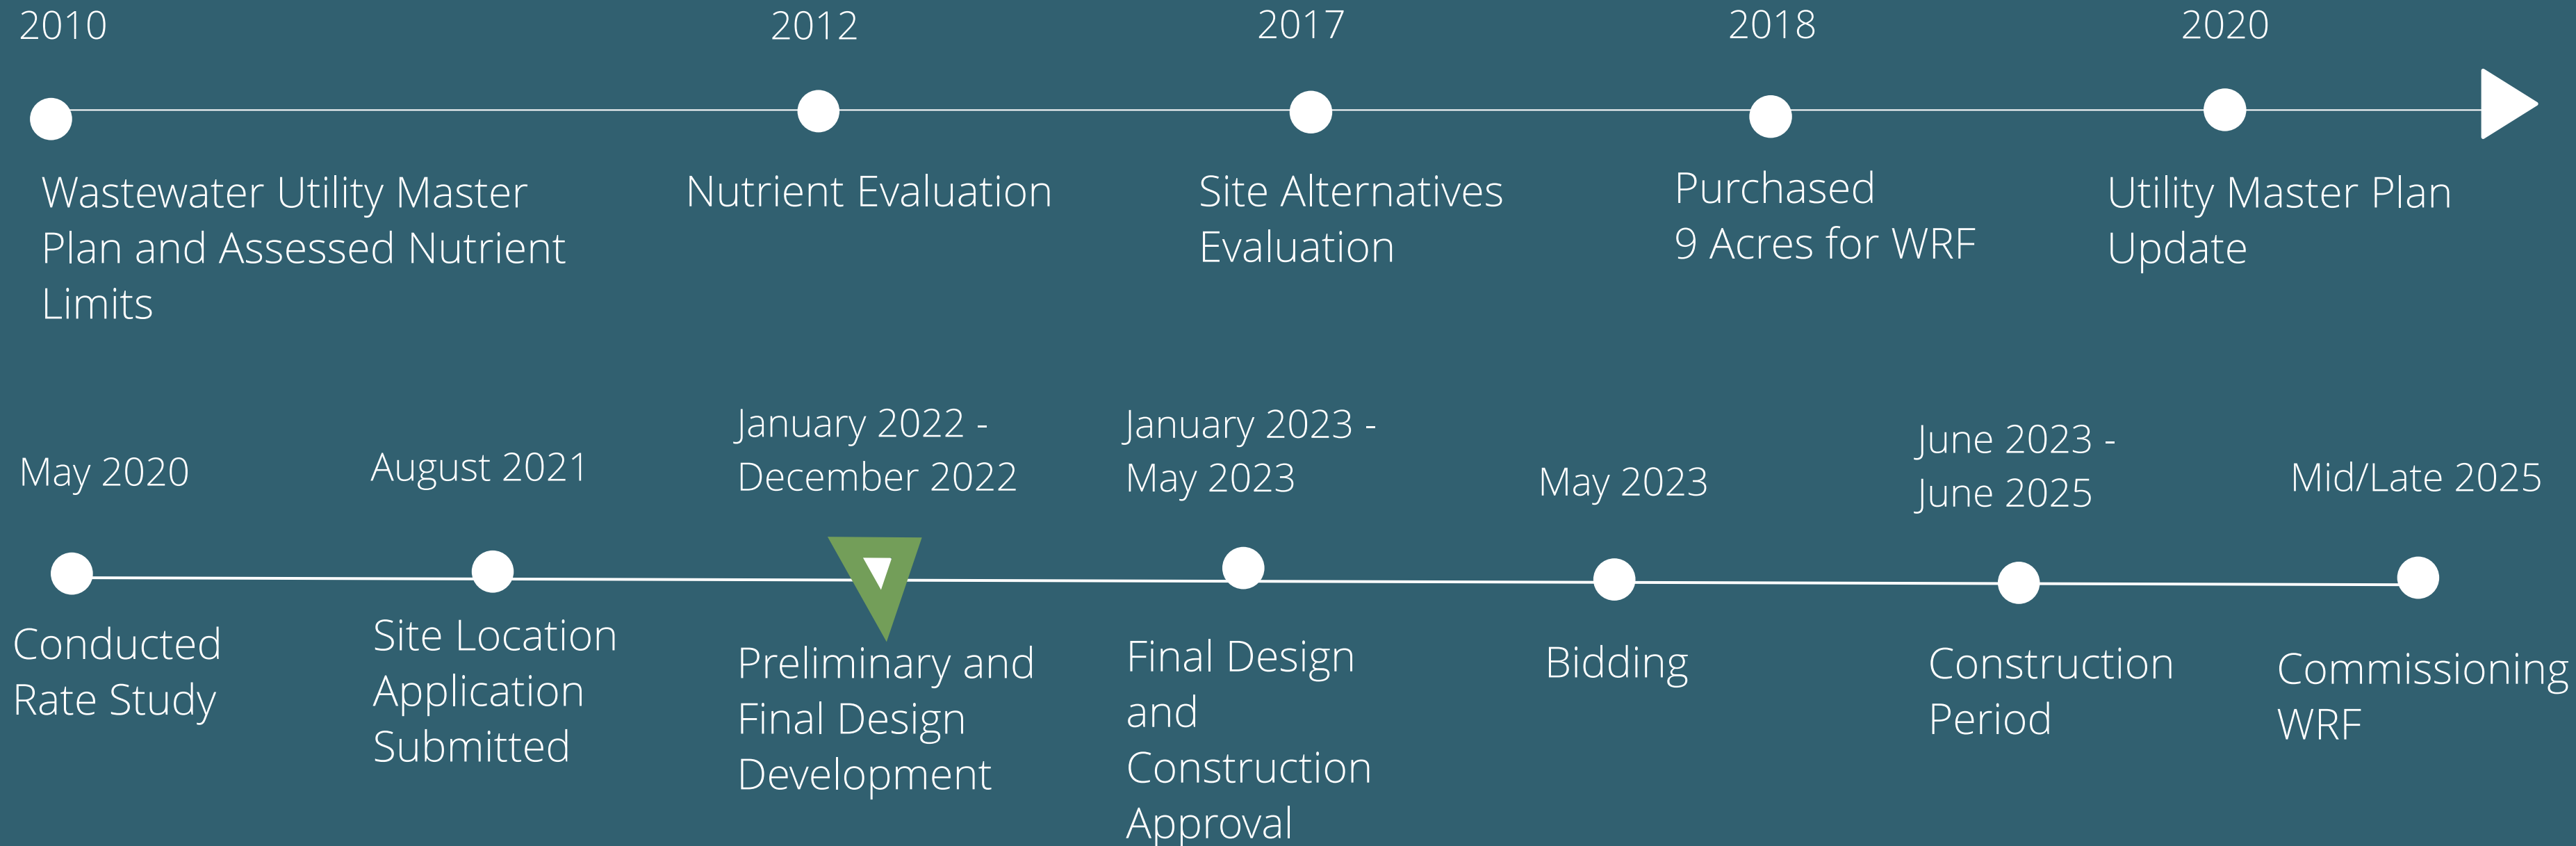 2010
Wastewater Utility Master
Plan and Assessed Nutrient
Limits
2012
Nutrient Evaluation
2017
Site Alternatives
Evaluation
2018
Purchased
9 Acres for WRF
2020
Utility Master Plan
Update
May 2020
Conducted
Rate Study
August 2021
Site Location
Application
Submitted
January 2022 -
December 2022
Preliminary and
Final Design
Development
January 2023 -
May 2023
Final Design
and
Construction
Approval
May 2023
Bidding
June 2023 -
June 2025
Construction
Period
Mid/Late 2025
Commissioning
WRF